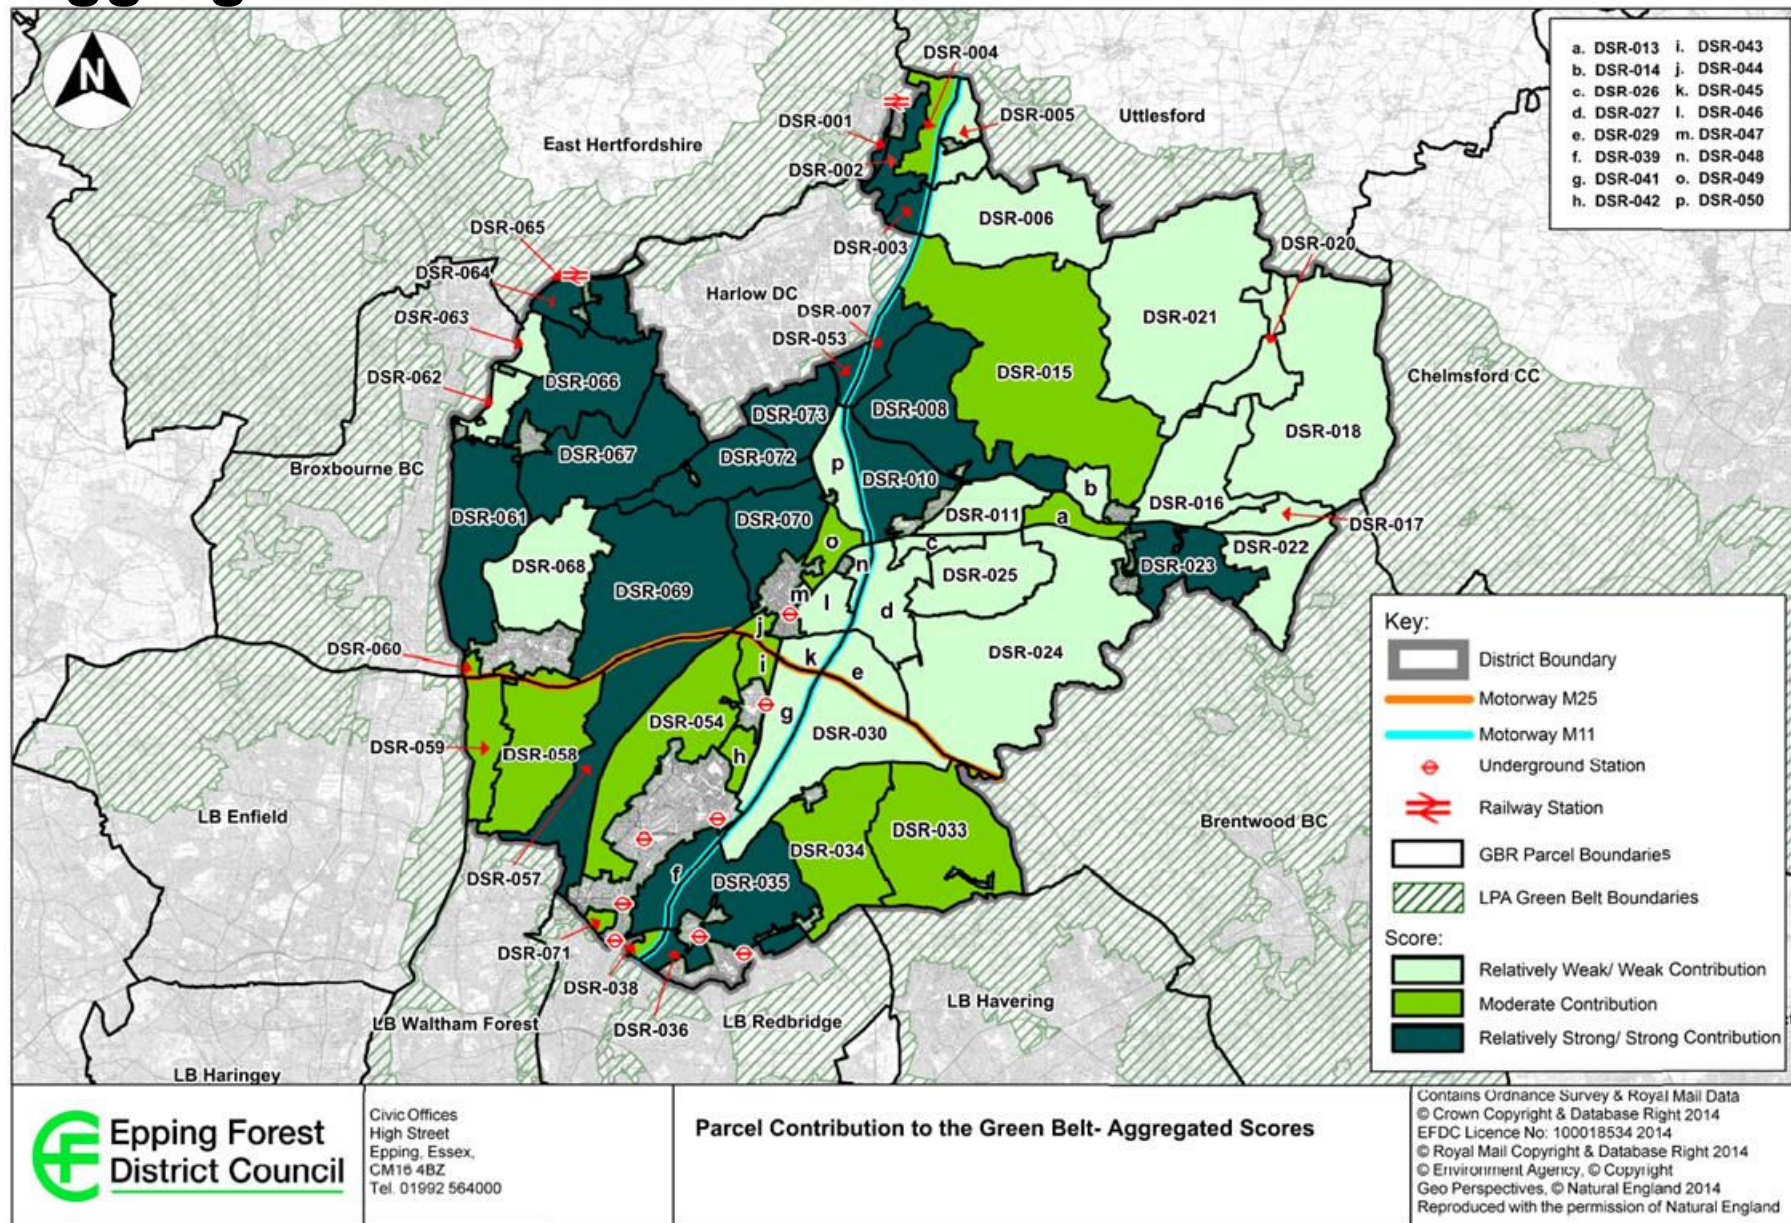 N
a. DSR-013 i. DSR-043
b. DSR-014 j. DSR-044
c. DSR-026 k. DSR-045
d. DSR-027 l. DSR-046
e. DSR-029 m. DSR-047
f. DSR-039 n. DSR-048
g. DSR-041 o. DSR-049
h. DSR-042 p. DSR-050
DSR-004
DSR-001
DSR-005
Uttlesford
East Hertfordshire
DSR-002
DSR-006
DSR-065
DSR-003
DSR-020
DSR-064
Harlow DC
DSR-063
DSR-007
DSR-021
DSR-053
DSR-015
Chelmsford CC
DSR-062
DSR-066
DSR-073
DSR-008
DSR-018
DSR-067
DSR-072
Broxbourne BC
p
DSR-010
b
DSR-016
DSR-061
DSR-070
DSR-011
a
DSR-017
o
c
DSR-022
DSR-068
n
DSR-025
DSR-023
DSR-069
m
l
d
j
DSR-060
k
DSR-024
i
e
DSR-059
DSR-058
DSR-054
g
DSR-030
h
LB Enfield
Brentwood BC
DSR-033
DSR-034
DSR-057
f
DSR-035
DSR-071
DSR-038
LB Havering
LB Waltham Forest
DSR-036
LB Redbridge
LB Haringey
Key:
District Boundary
Motorway M25
Motorway M11
Underground Station
Railway Station
GBR Parcel Boundaries
LPA Green Belt Boundaries
Score:
Relatively Weak/ Weak Contribution
Moderate Contribution
Relatively Strong/ Strong Contribution
Epping Forest
District Council
Civic Offices
High Street
Epping, Essex,
CM16 4BZ
Tel. 01992 564000
Parcel Contribution to the Green Belt- Aggregated Scores
Contains Ordnance Survey & Royal Mail Data
© Crown Copyright & Database Right 2014
EFDC Licence No: 100018534 2014
© Royal Mail Copyright & Database Right 2014
© Environment Agency, © Copyright
Geo Perspectives, © Natural England 2014
Reproduced with the permission of Natural England